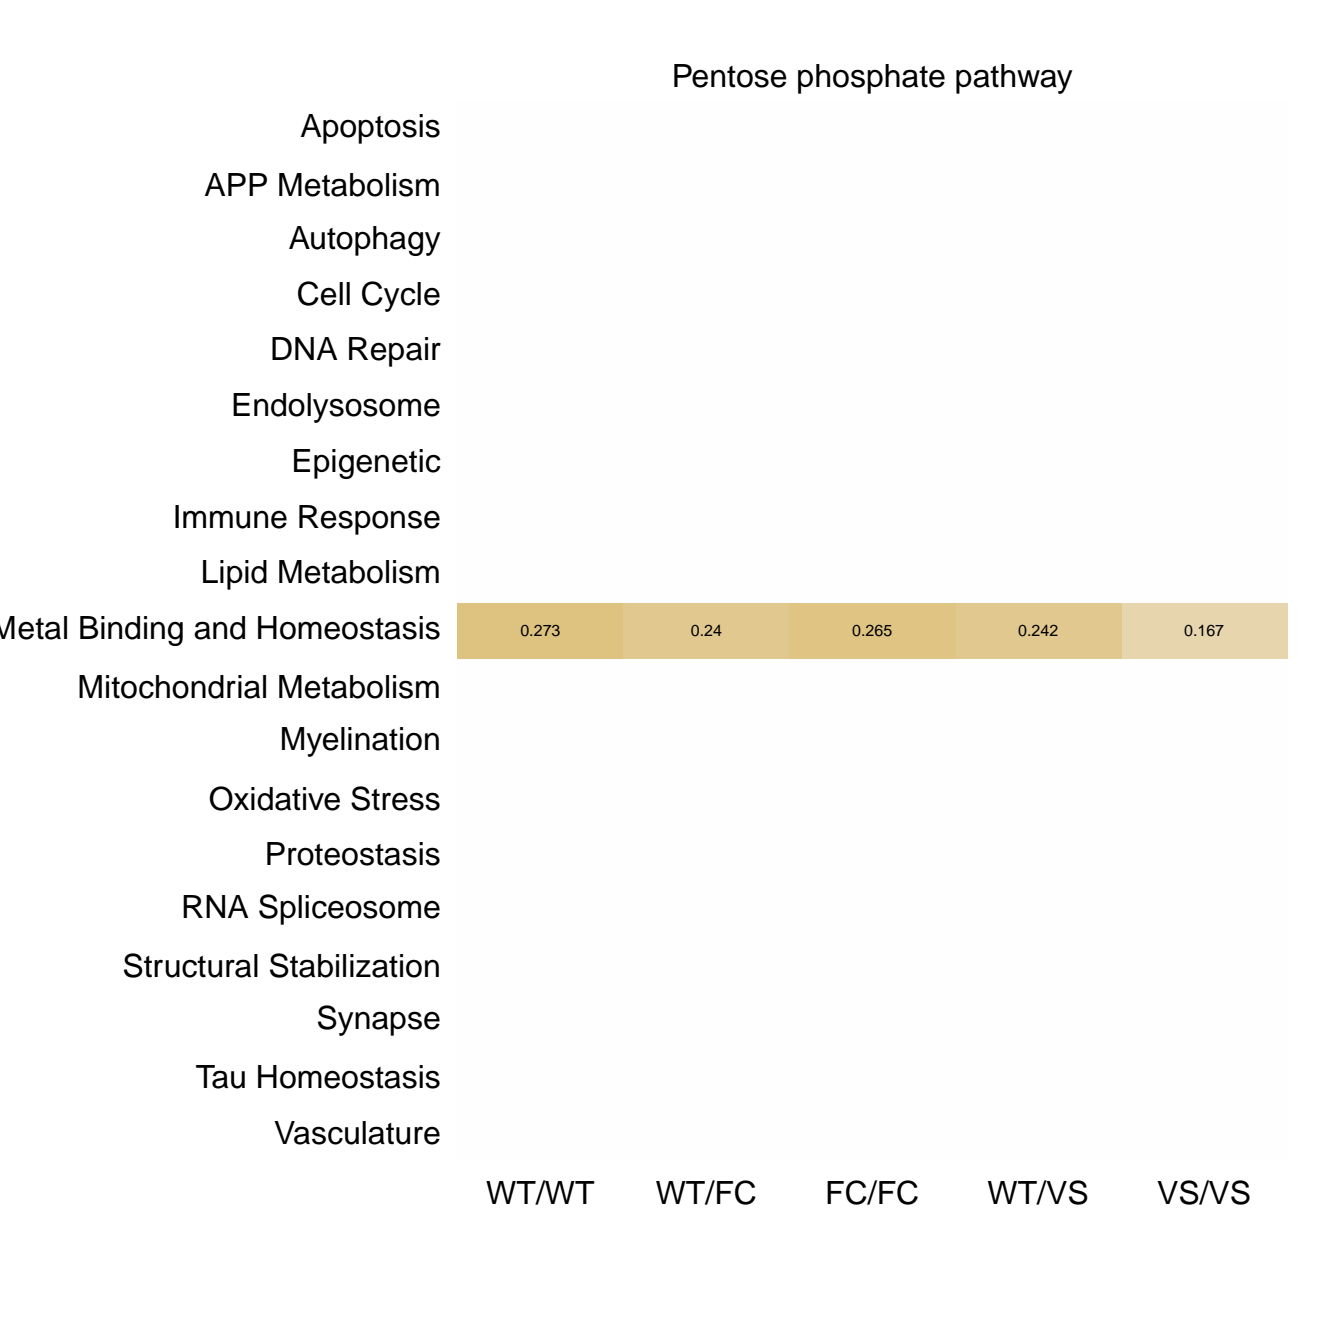 Pentose phosphate pathway
Apoptosis
APP Metabolism
Autophagy
Cell Cycle
DNA Repair
Endolysosome
Epigenetic
Immune Response
Lipid Metabolism
Metal Binding and Homeostasis 0.273 0.24 0.265 0.242 0.167
Mitochondrial Metabolism
Myelination
Oxidative Stress
Proteostasis
RNA Spliceosome
Structural Stabilization
Synapse
Tau Homeostasis
Vasculature
WT/WT WT/FC FC/FC WT/VS VS/VS